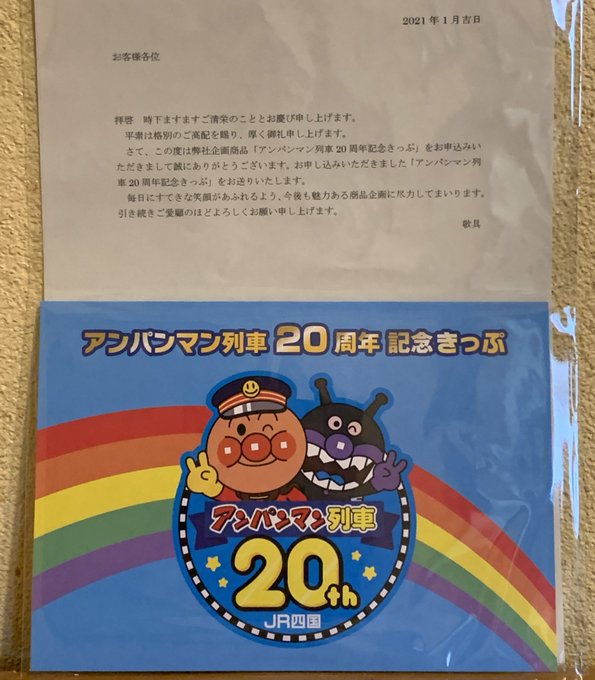 2021年1月吉日
お客様各位
拝啓　時下ますますご清栄のこととお慶び申し上げます。
平素は格別のご高配を賜り、厚く御礼申し上げます。
さて、この度は弊社企画商品「アンパンマン列車20周年記念きっぷ」をお申込みい
ただきまして誠にありがとうございます。お申し込みいただきました「アンパンマン列
車20周年記念きっぷ」をお送りいたします。
毎日にすてきな笑顔があふれるよう、今後も魅力ある商品企画に尽力してまいります。
引き続きご愛顧のほどよろしくお願い申し上げます。
敬具
アンパンマン列車 20 周年 記念きっぷ
アンパンマン列車
20th
JR四国